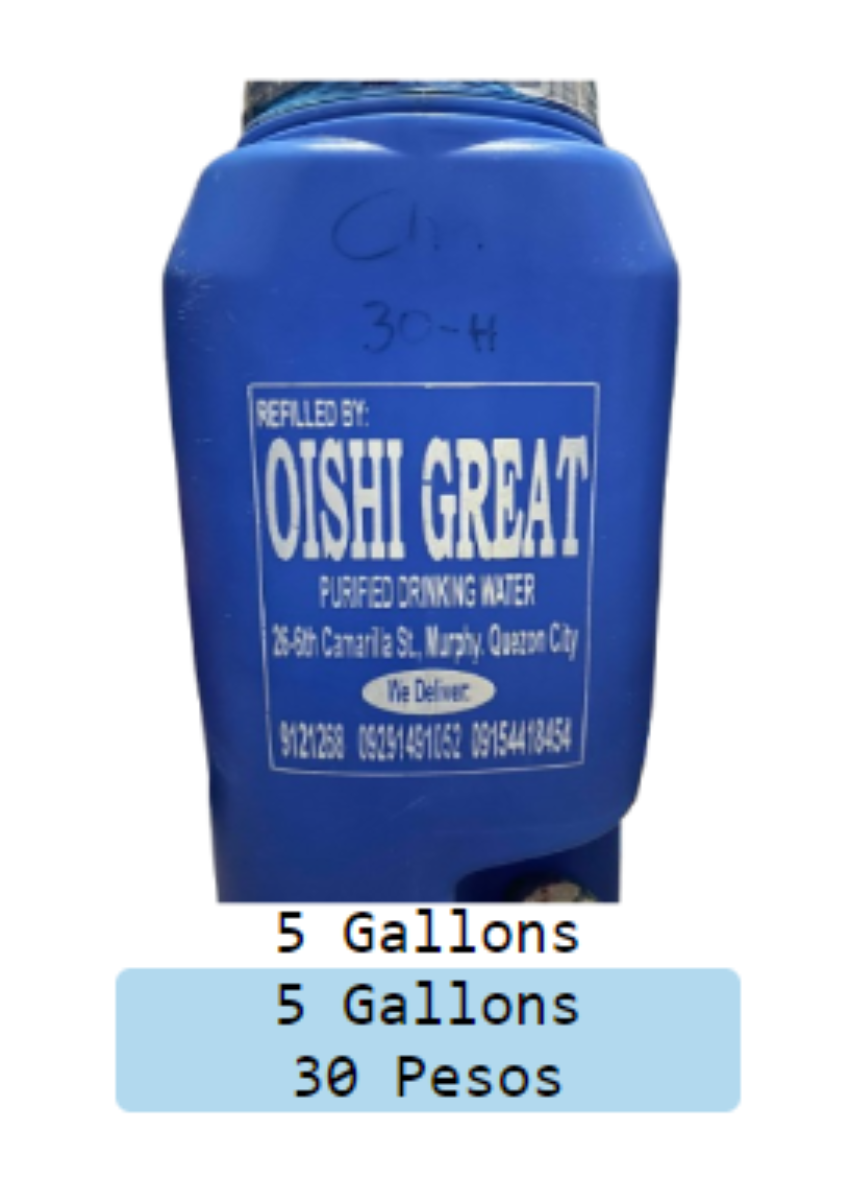 30-H
REFILLED BY:
OISHI GREAT
PURIFIED DRINKING WATER
26-6th Camarilla St., Murphy. Quezon City
We Deliver:
9121268 09291491052 09154418454
5 Gallons
5 Gallons
30 Pesos